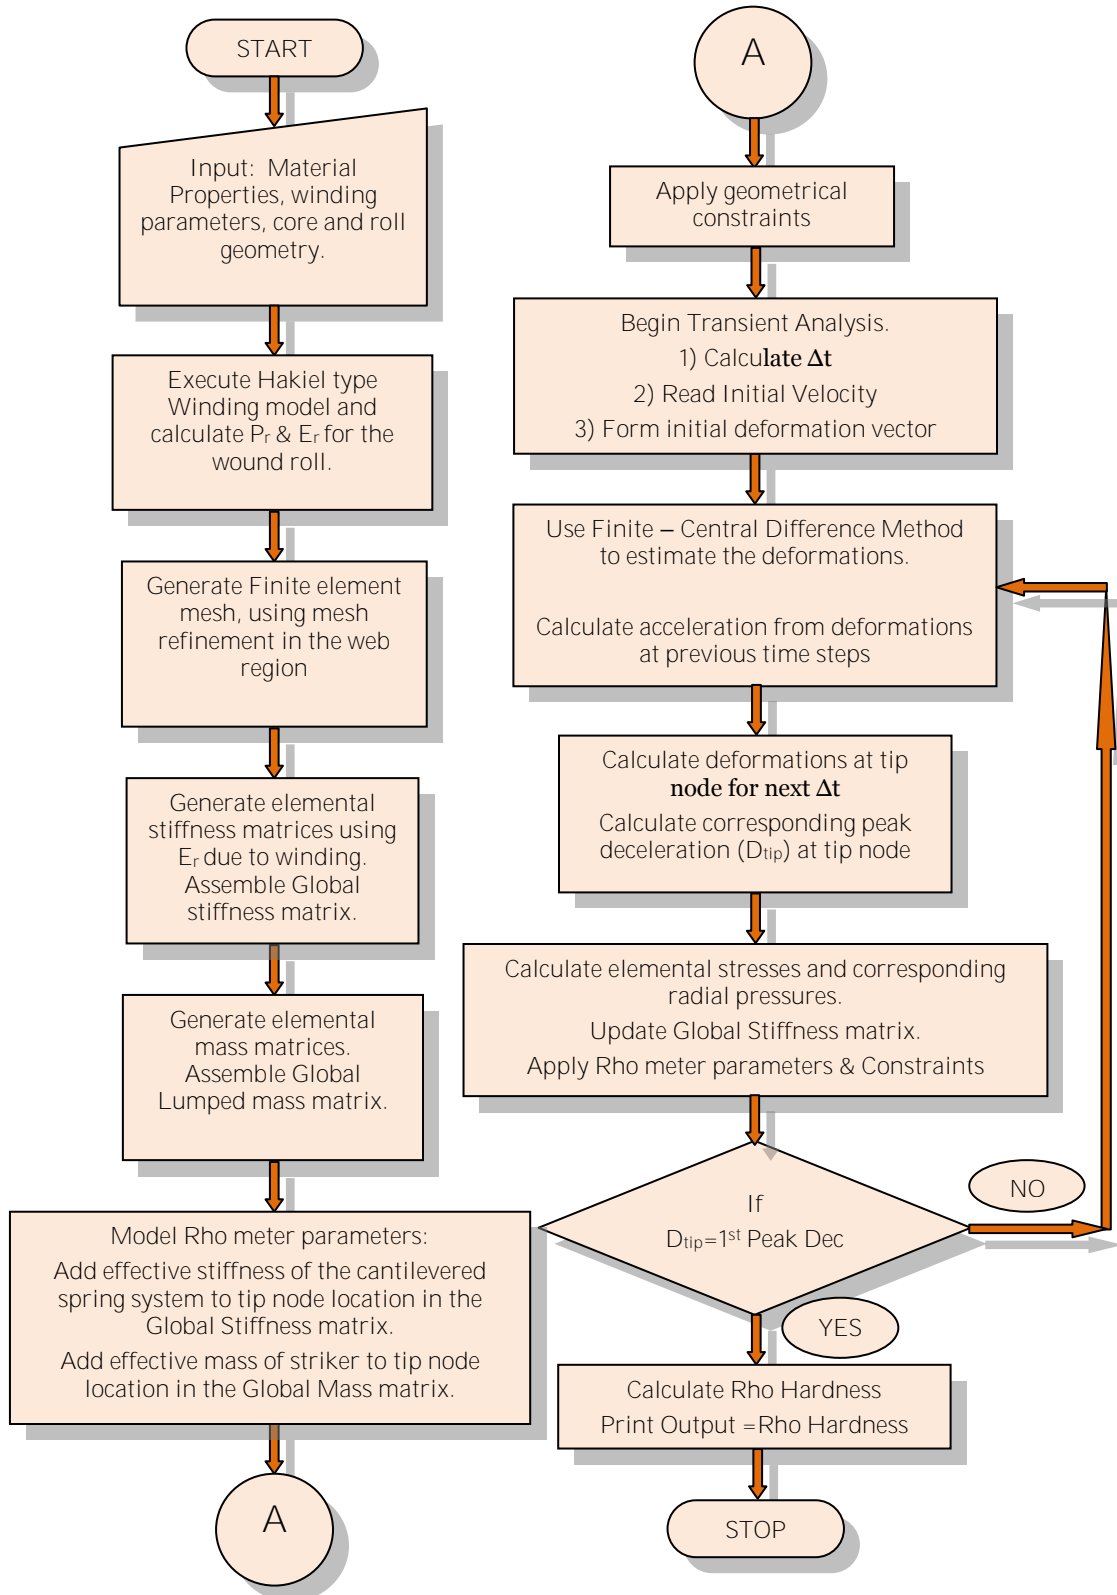 START
Input: Material
Properties, winding
parameters, core and roll
geometry.
Execute Hakiel type
Winding model and
calculate Pr & Er for the
wound roll.
Generate Finite element
mesh, using mesh
refinement in the web
region
Generate elemental
stiffness matrices using
Er due to winding.
Assemble Global
stiffness matrix.
Generate elemental
mass matrices.
Assemble Global
Lumped mass matrix.
Model Rho meter parameters:
Add effective stiffness of the cantilevered
spring system to tip node location in the
Global Stiffness matrix.
Add effective mass of striker to tip node
location in the Global Mass matrix.
A
A
Apply geometrical
constraints
Begin Transient Analysis.
1) Calculate Δt
2) Read Initial Velocity
3) Form initial deformation vector
Use Finite – Central Difference Method
to estimate the deformations.
Calculate acceleration from deformations
at previous time steps
Calculate deformations at tip
node for next Δt
Calculate corresponding peak
deceleration (Dtip) at tip node
Calculate elemental stresses and corresponding
radial pressures.
Update Global Stiffness matrix.
Apply Rho meter parameters & Constraints
If
Dtip=1st Peak Dec
NO
YES
Calculate Rho Hardness
Print Output =Rho Hardness
STOP